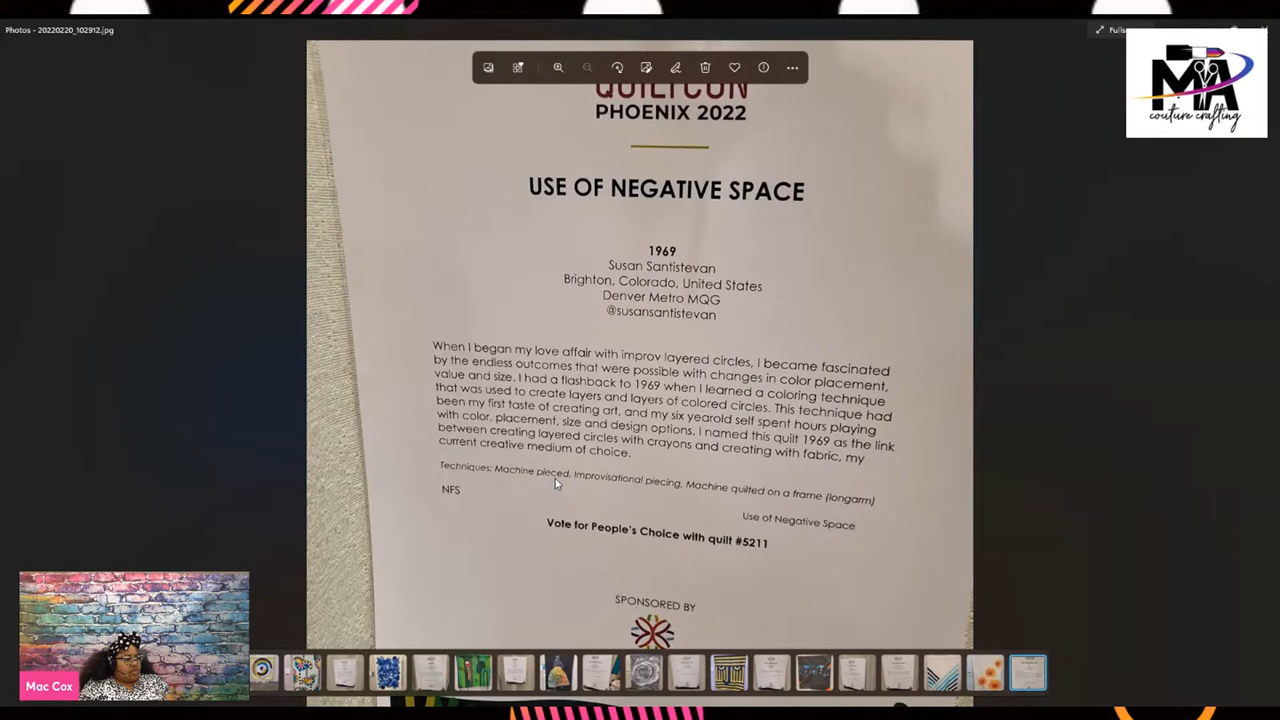 Photos - 20220220_102912.jpg
MA
couture crafting
QUILTCON
PHOENIX 2022
USE OF NEGATIVE SPACE
1969
Susan Santistevan
Brighton, Colorado, United States
Denver Metro MQG
@susansantistevan
When I began my love affair with improv layered circles, I became fascinated
by the endless outcomes that were possible with changes in color placement,
value and size. I had a flashback to 1969 when I learned a coloring technique
that was used to create layers and layers of colored circles. This technique had
been my first taste of creating art, and my six yearold self spent hours playing
with color, placement, size and design options. I named this quilt 1969 as the link
between creating layered circles with crayons and creating with fabric, my
current creative medium of choice.
Techniques: Machine pieced, Improvisational piecing, Machine quilted on a frame (longarm)
NFS
Use of Negative Space
Vote for People's Choice with quilt #5211
SPONSORED BY
Mac Cox